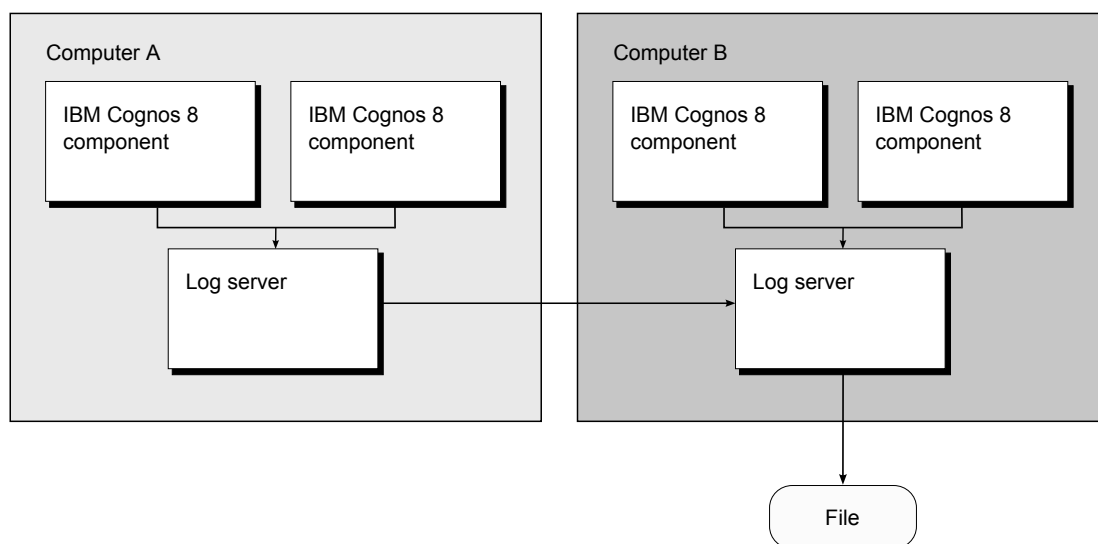 Computer A
IBM Cognos 8
component
IBM Cognos 8
component
Log server
Computer B
IBM Cognos 8
component
IBM Cognos 8
component
Log server
File